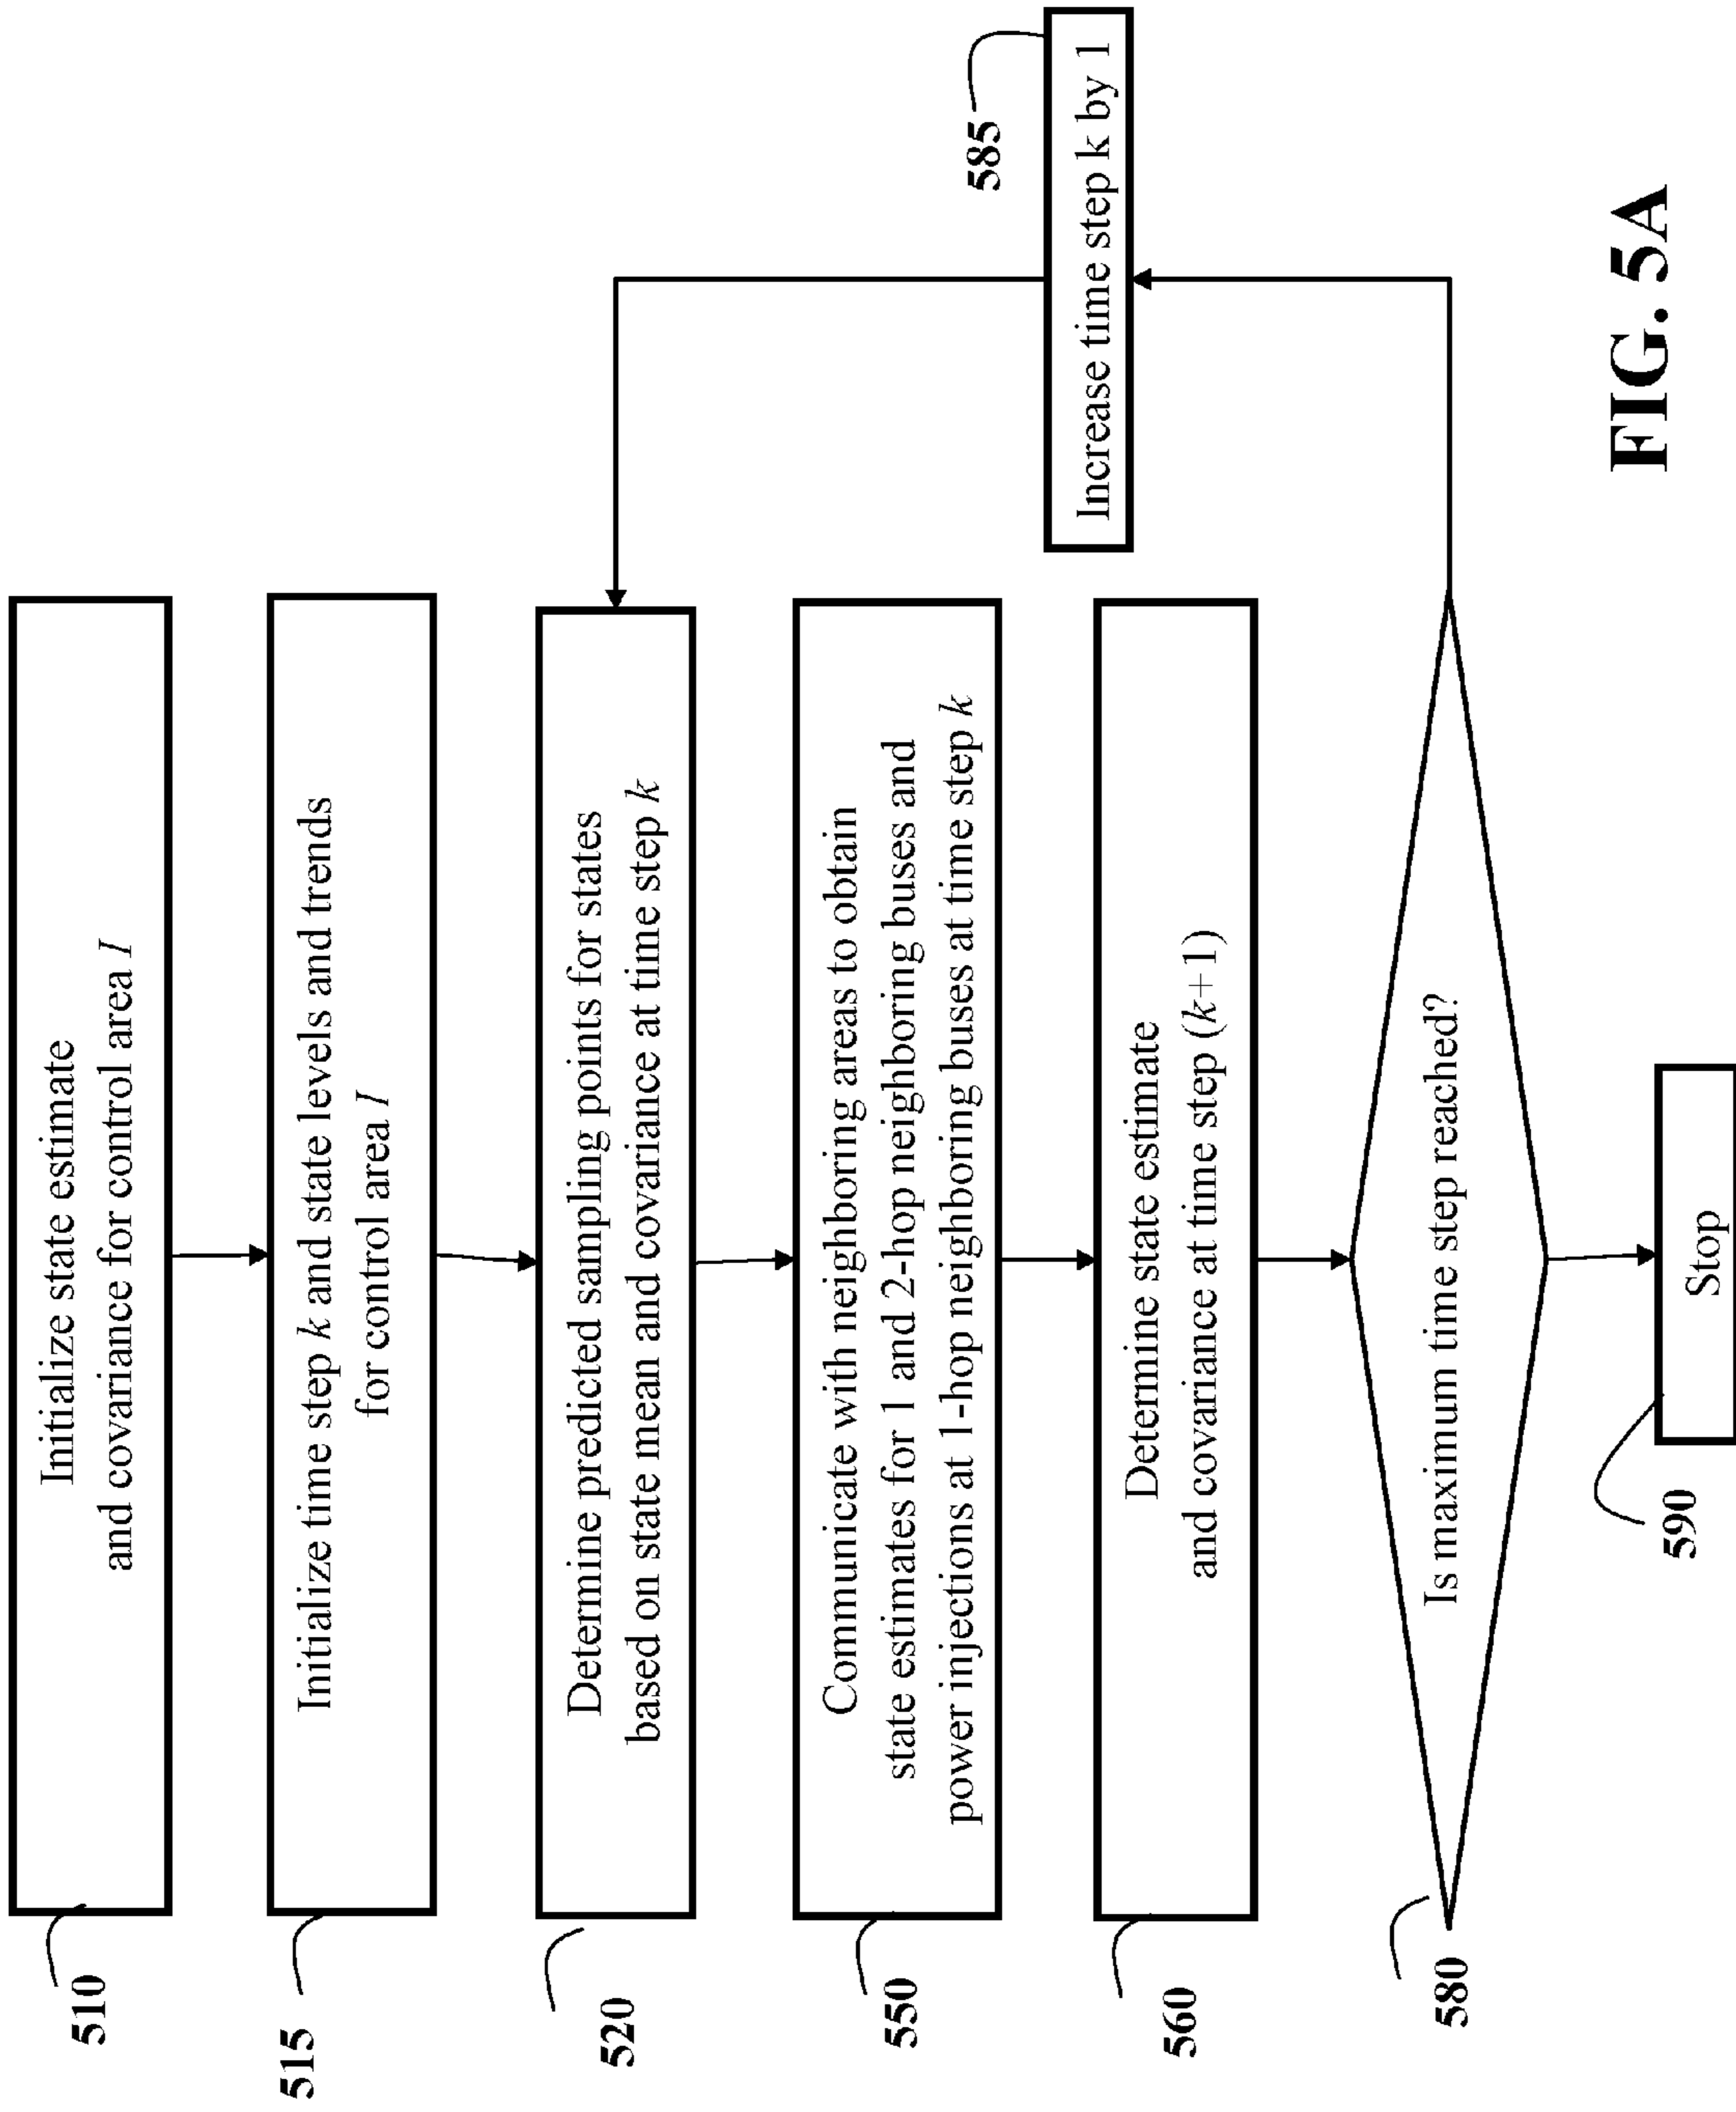 510
Initialize state estimate
and covariance for control area I
515
Initialize time step k and state levels and trends
for control area I
520
Determine predicted sampling points for states
based on state mean and covariance at time step k
550
Communicate with neighboring areas to obtain
state estimates for 1 and 2-hop neighboring buses and
power injections at 1-hop neighboring buses at time step k
560
Determine state estimate
and covariance at time step (k+1)
580
Is maximum time step reached?
585
Increase time step k by 1
590
Stop
FIG. 5A